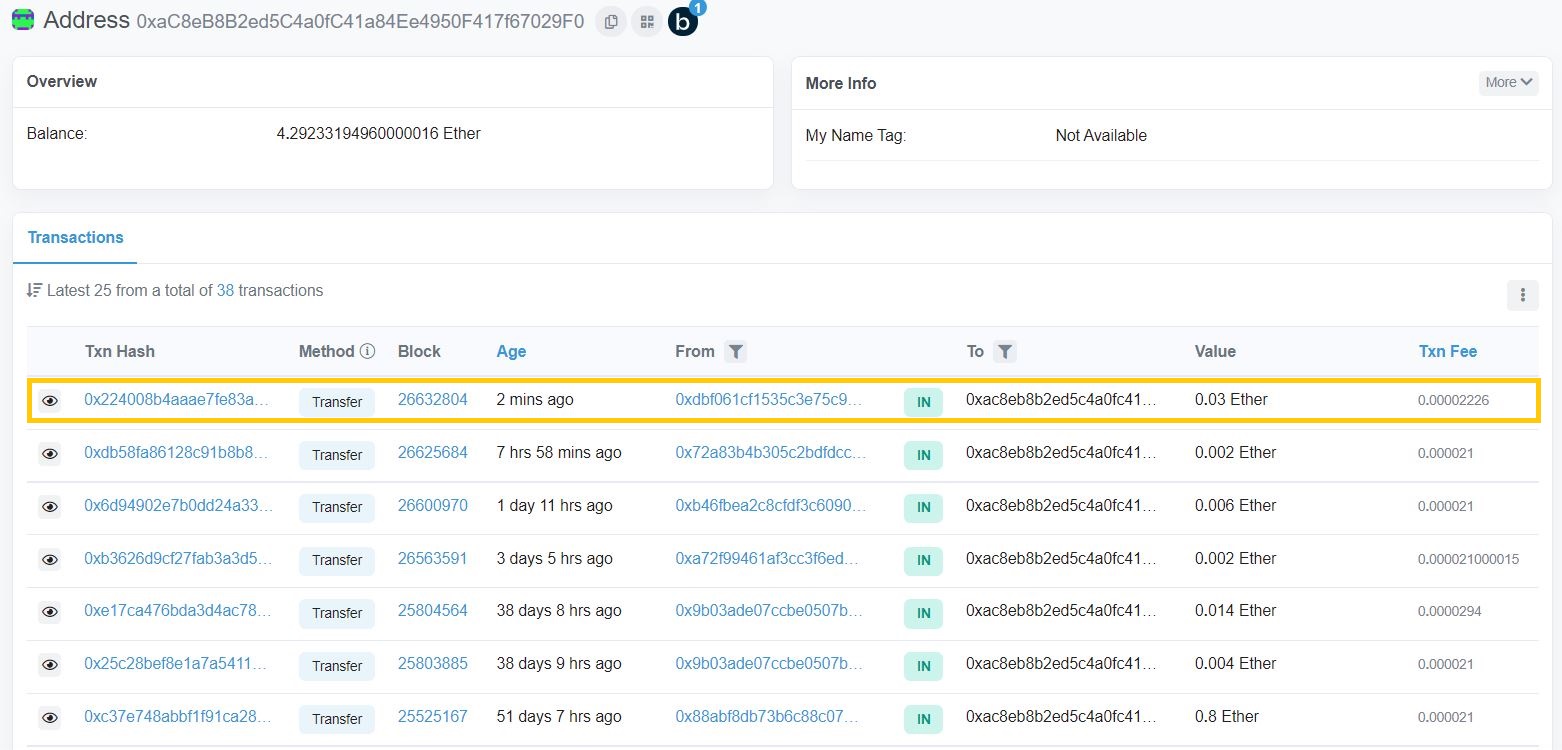 Address 0xaC8eB8B2ed5C4a0fC41a84Ee4950F417f67029F0 b 1
Overview
Balance: 4.29233194960000016 Ether
More Info More
My Name Tag: Not Available
Transactions
Latest 25 from a total of 38 transactions
Txn Hash Method Block Age From To Value Txn Fee
0x224008b4aaae7fe83a... Transfer 26632804 2 mins ago 0xdbf061cf1535c3e75c9... IN 0xac8eb8b2ed5c4a0fc41... 0.03 Ether 0.00002226
0xdb58fa86128c91b8b8... Transfer 26625684 7 hrs 58 mins ago 0x72a83b4b305c2bdfdcc... IN 0xac8eb8b2ed5c4a0fc41... 0.002 Ether 0.000021
0x6d94902e7b0dd24a33... Transfer 26600970 1 day 11 hrs ago 0xb46fbea2c8cfdf3c6090... IN 0xac8eb8b2ed5c4a0fc41... 0.006 Ether 0.000021
0xb3626d9cf27fab3a3d5... Transfer 26563591 3 days 5 hrs ago 0xa72f99461af3cc3f6ed... IN 0xac8eb8b2ed5c4a0fc41... 0.002 Ether 0.000021000015
0xe17ca476bda3d4ac78... Transfer 25804564 38 days 8 hrs ago 0x9b03ade07ccbe0507b... IN 0xac8eb8b2ed5c4a0fc41... 0.014 Ether 0.0000294
0x25c28bef8e1a7a5411... Transfer 25803885 38 days 9 hrs ago 0x9b03ade07ccbe0507b... IN 0xac8eb8b2ed5c4a0fc41... 0.004 Ether 0.000021
0xc37e748abbf1f91ca28... Transfer 25525167 51 days 7 hrs ago 0x88abf8db73b6c88c07... IN 0xac8eb8b2ed5c4a0fc41... 0.8 Ether 0.000021